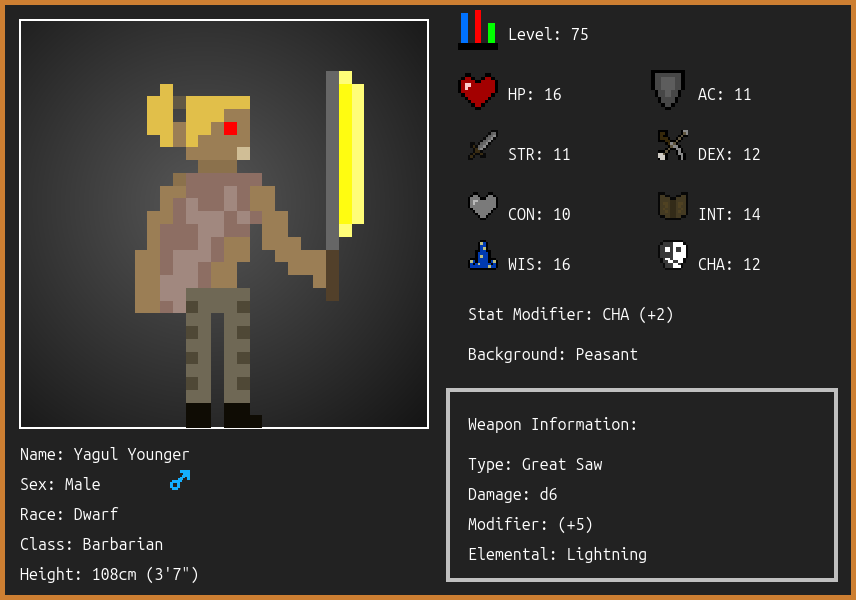 Level: 75
HP: 16
AC: 11
STR: 11
DEX: 12
CON: 10
INT: 14
WIS: 16
CHA: 12
Stat Modifier: CHA (+2)
Background: Peasant
Weapon Information:
Type: Great Saw
Damage: d6
Modifier: (+5)
Elemental: Lightning
Name: Yagul Younger
Sex: Male
Race: Dwarf
Class: Barbarian
Height: 108cm (3'7")